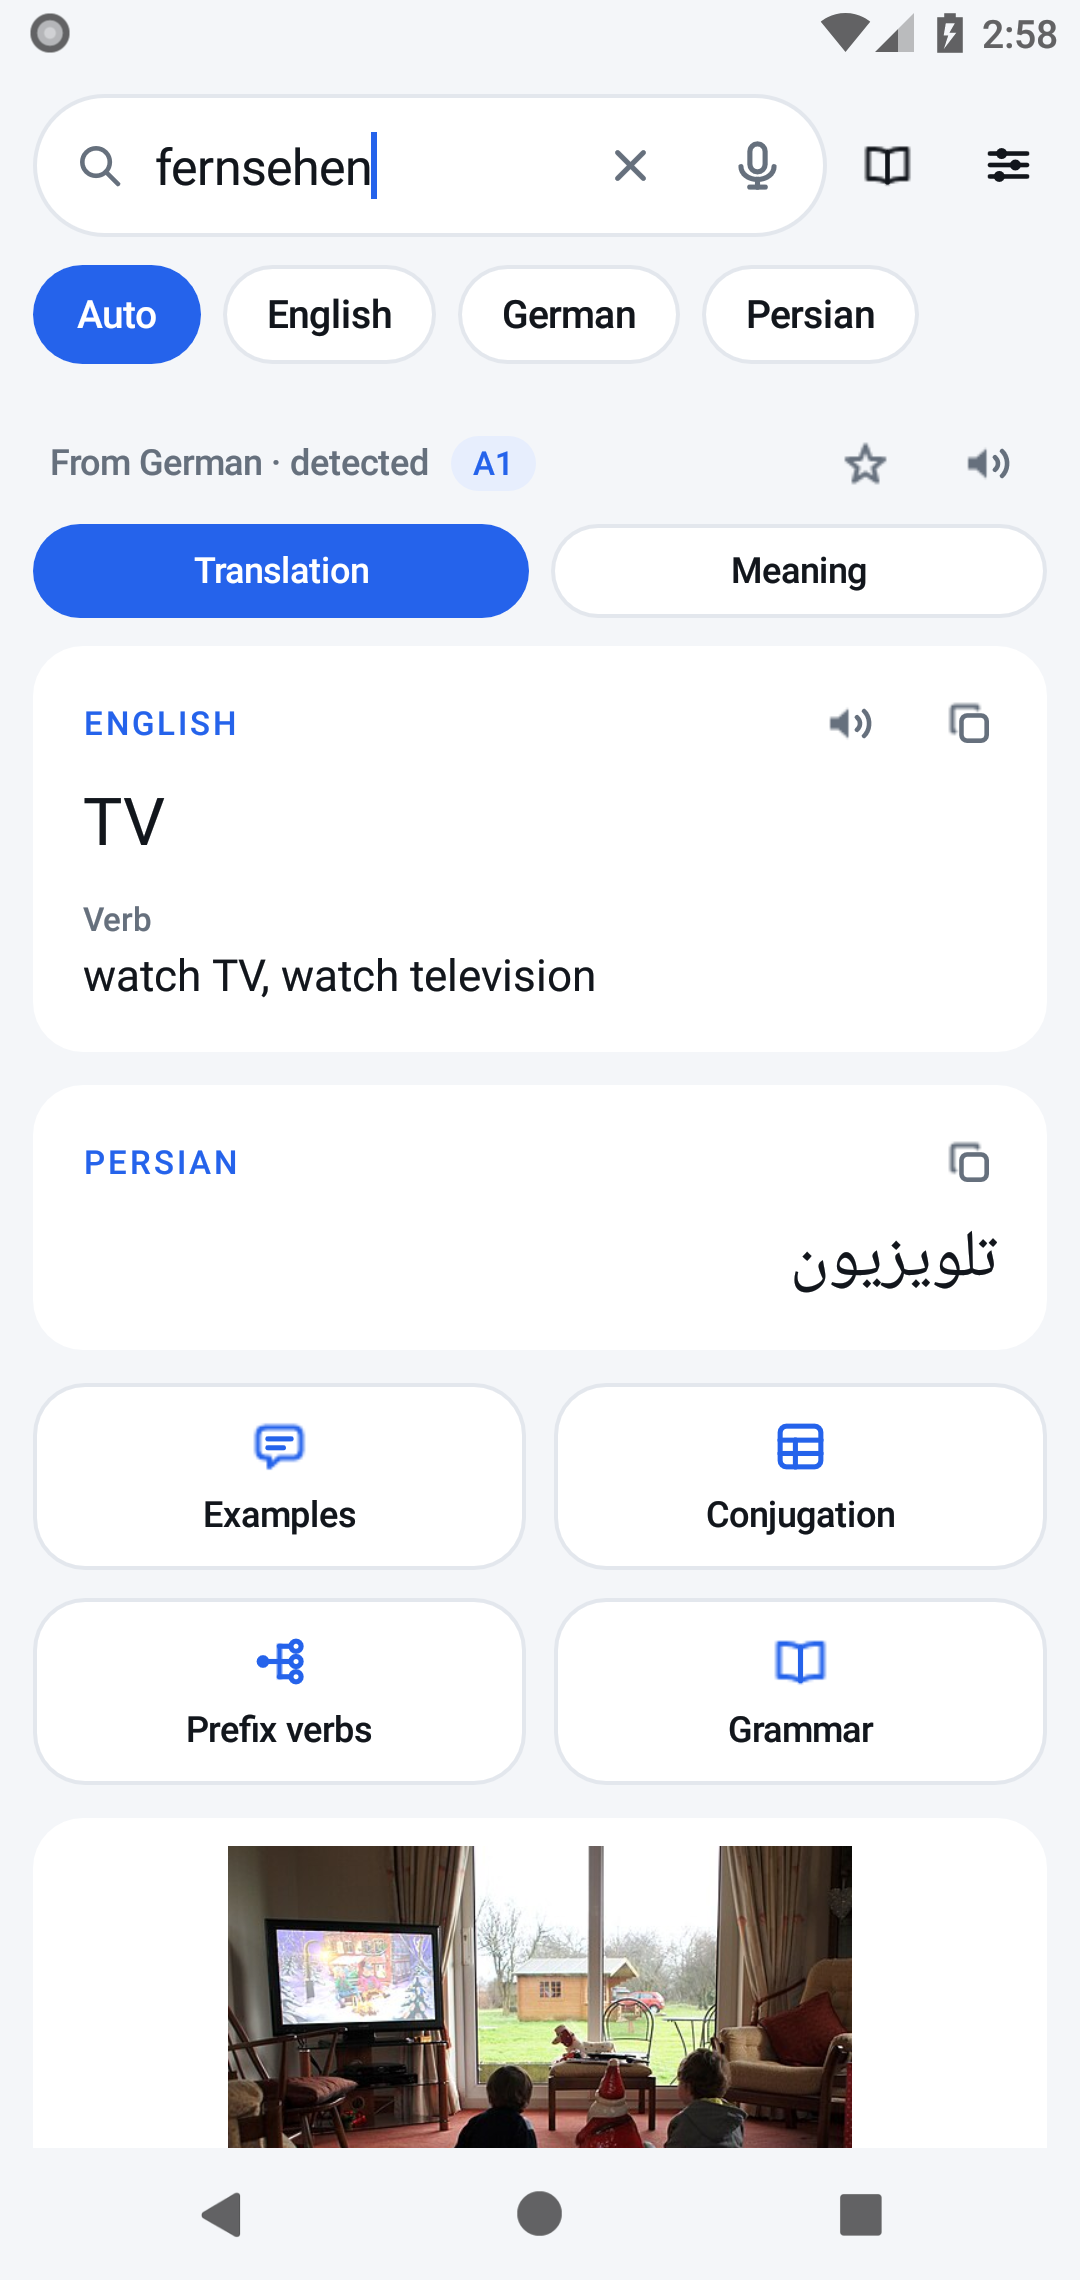 2:58
fernsehen
Auto English German Persian
From German · detected A1
Translation Meaning
ENGLISH
TV
Verb
watch TV, watch television
PERSIAN
تلویزیون
Examples Conjugation
Prefix verbs Grammar